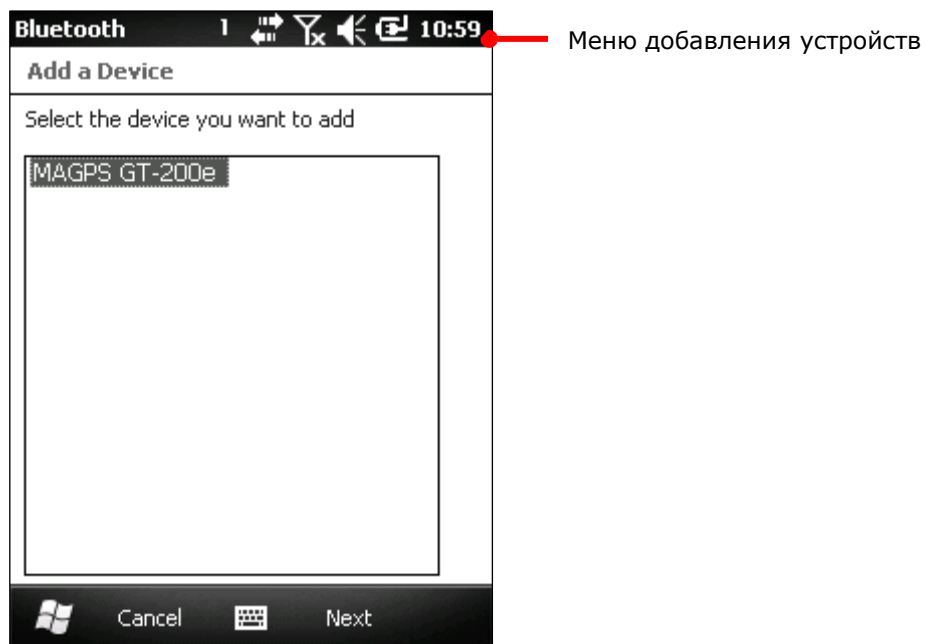 Bluetooth 1 10:59
Меню добавления устройств
Add a Device
Select the device you want to add
MAGPS GT-200e
Cancel Next